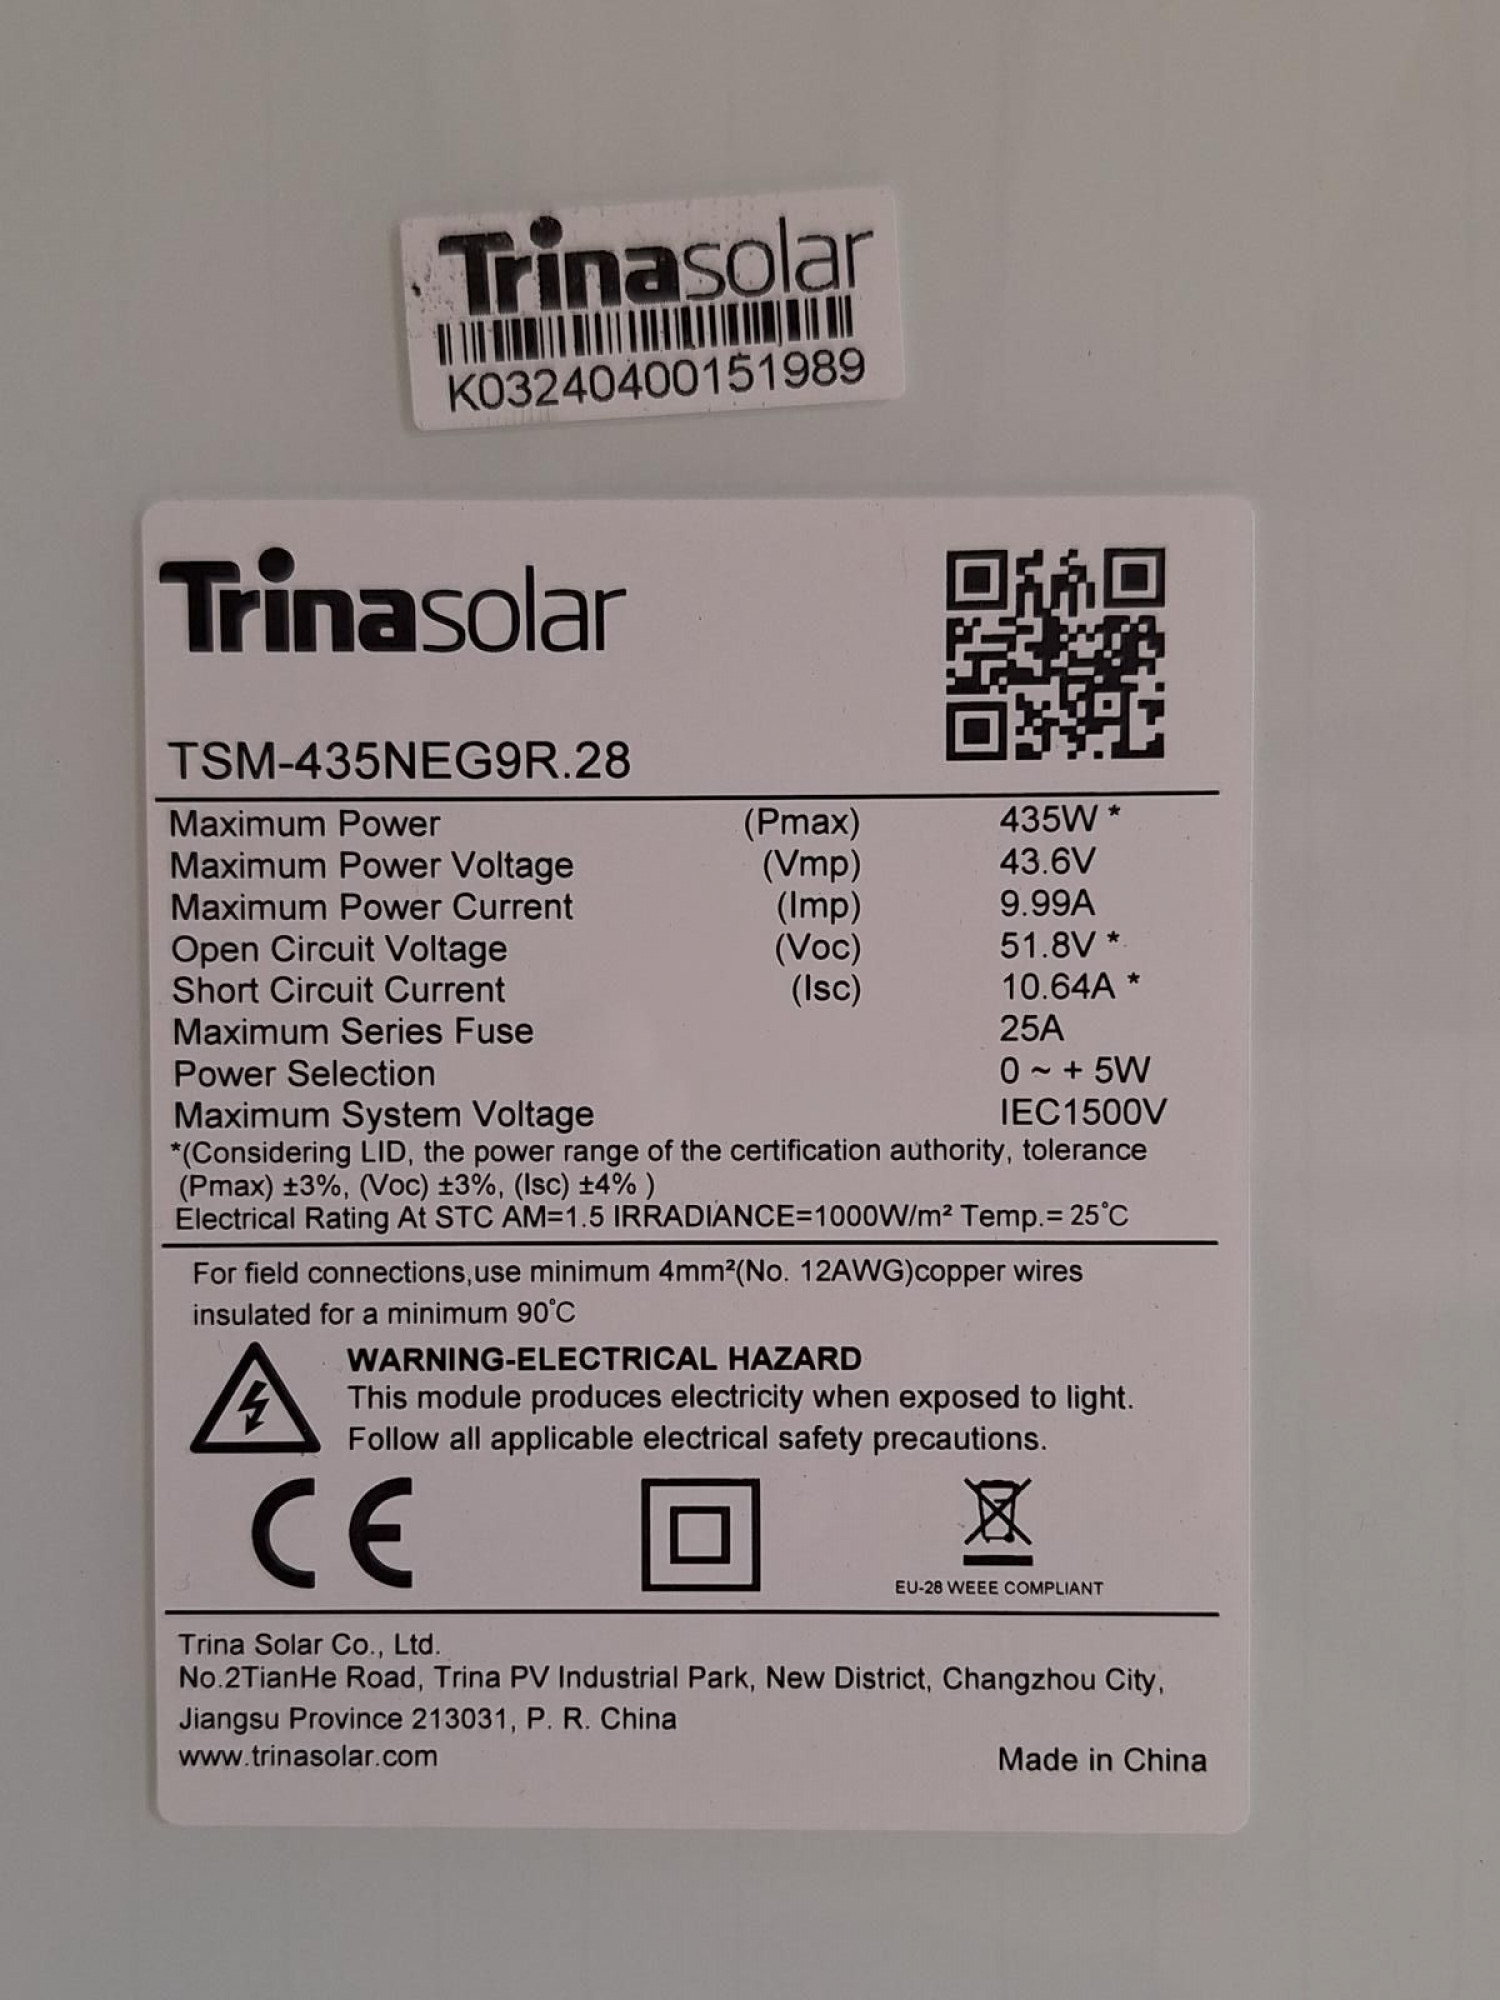 Trinasolar
K03240400151989
Trinasolar
TSM-435NEG9R.28
Maximum Power (Pmax) 435W *
Maximum Power Voltage (Vmp) 43.6V
Maximum Power Current (Imp) 9.99A
Open Circuit Voltage (Voc) 51.8V *
Short Circuit Current (Isc) 10.64A *
Maximum Series Fuse 25A
Power Selection 0 ~ + 5W
Maximum System Voltage IEC1500V
*(Considering LID, the power range of the certification authority, tolerance
(Pmax) ±3%, (Voc) ±3%, (Isc) ±4% )
Electrical Rating At STC AM=1.5 IRRADIANCE=1000W/m² Temp.= 25°C
For field connections,use minimum 4mm²(No. 12AWG)copper wires
insulated for a minimum 90°C
WARNING-ELECTRICAL HAZARD
This module produces electricity when exposed to light.
Follow all applicable electrical safety precautions.
CE
EU-28 WEEE COMPLIANT
Trina Solar Co., Ltd.
No.2TianHe Road, Trina PV Industrial Park, New District, Changzhou City,
Jiangsu Province 213031, P. R. China
www.trinasolar.com Made in China